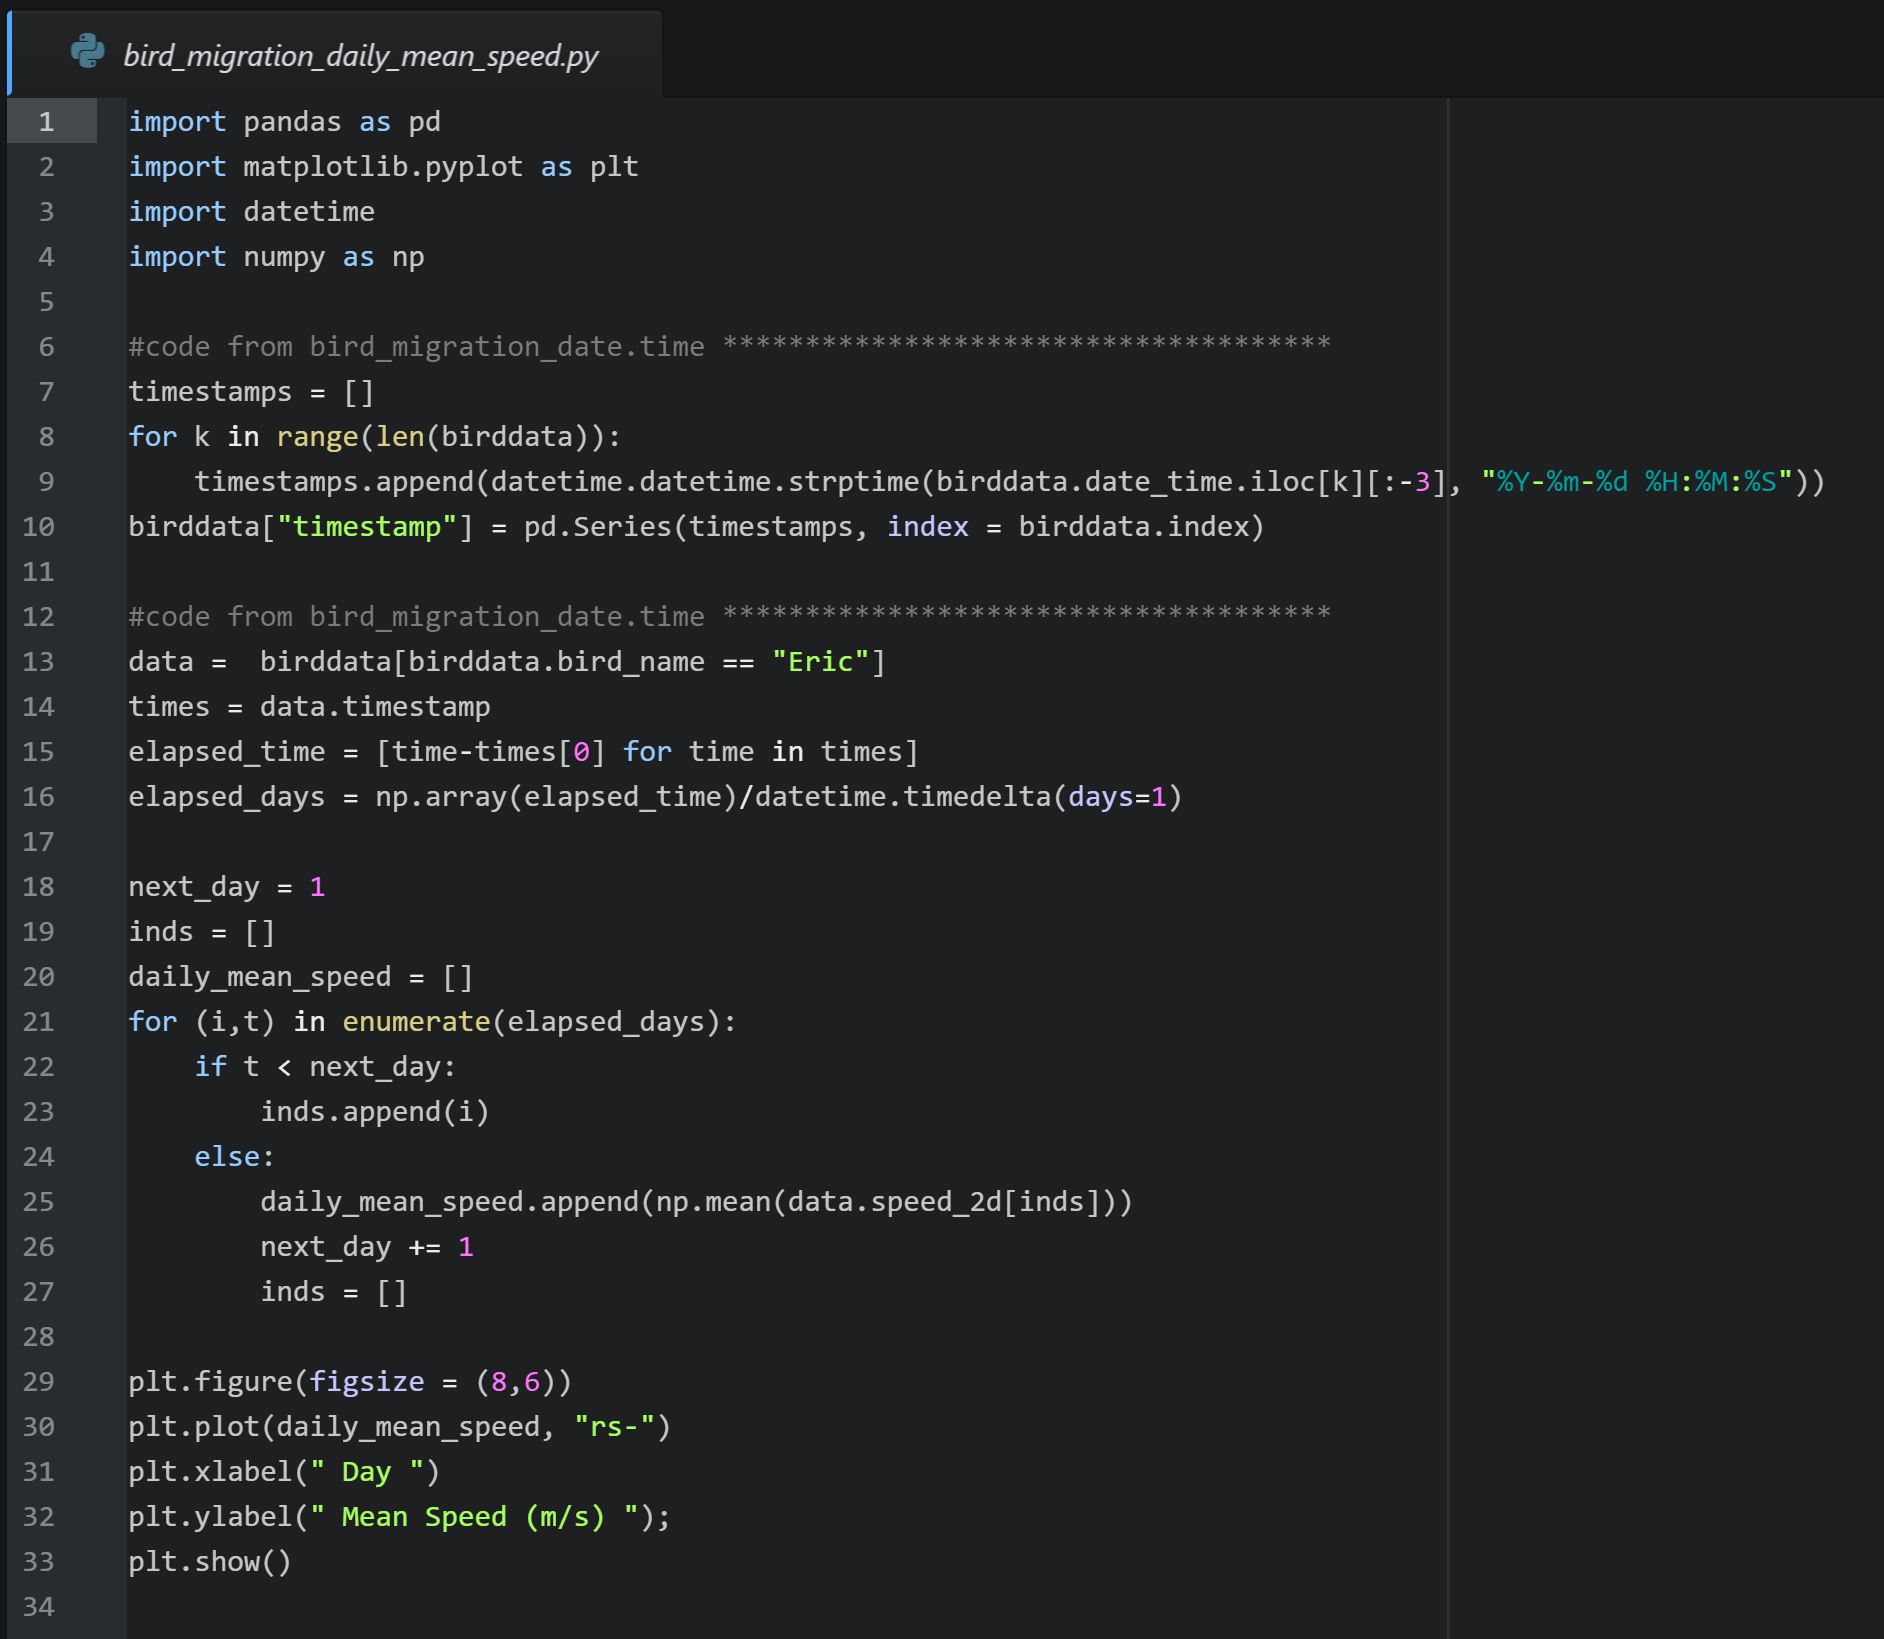 bird_migration_daily_mean_speed.py
1 import pandas as pd
2 import matplotlib.pyplot as plt
3 import datetime
4 import numpy as np
5
6 #code from bird_migration_date.time *************************************
7 timestamps = []
8 for k in range(len(birddata)):
9     timestamps.append(datetime.datetime.strptime(birddata.date_time.iloc[k][:-3], "%Y-%m-%d %H:%M:%S"))
10 birddata["timestamp"] = pd.Series(timestamps, index = birddata.index)
11
12 #code from bird_migration_date.time *************************************
13 data =  birddata[birddata.bird_name == "Eric"]
14 times = data.timestamp
15 elapsed_time = [time-times[0] for time in times]
16 elapsed_days = np.array(elapsed_time)/datetime.timedelta(days=1)
17
18 next_day = 1
19 inds = []
20 daily_mean_speed = []
21 for (i,t) in enumerate(elapsed_days):
22     if t < next_day:
23         inds.append(i)
24     else:
25         daily_mean_speed.append(np.mean(data.speed_2d[inds]))
26         next_day += 1
27         inds = []
28
29 plt.figure(figsize = (8,6))
30 plt.plot(daily_mean_speed, "rs-")
31 plt.xlabel(" Day ")
32 plt.ylabel(" Mean Speed (m/s) ");
33 plt.show()
34